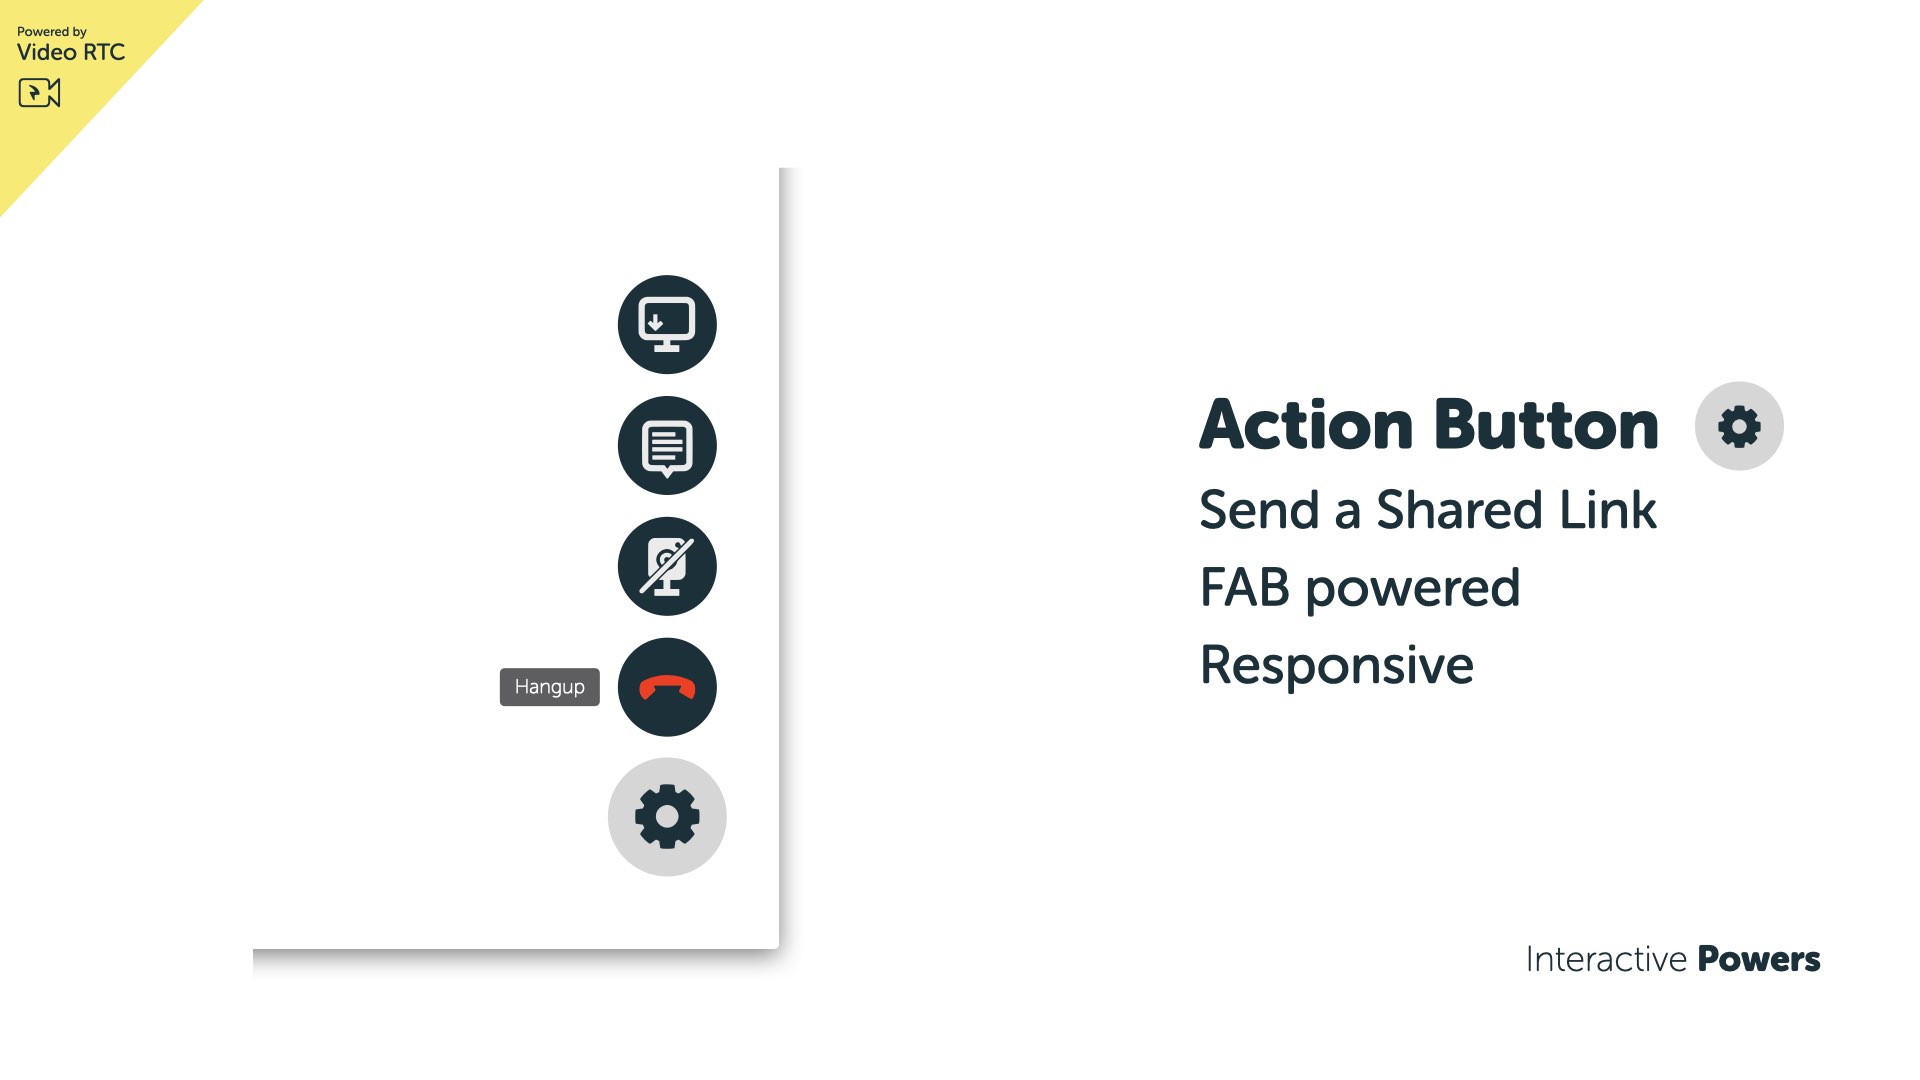 Powered by
Video RTC
Hangup
Action Button
Send a Shared Link
FAB powered
Responsive
Interactive Powers